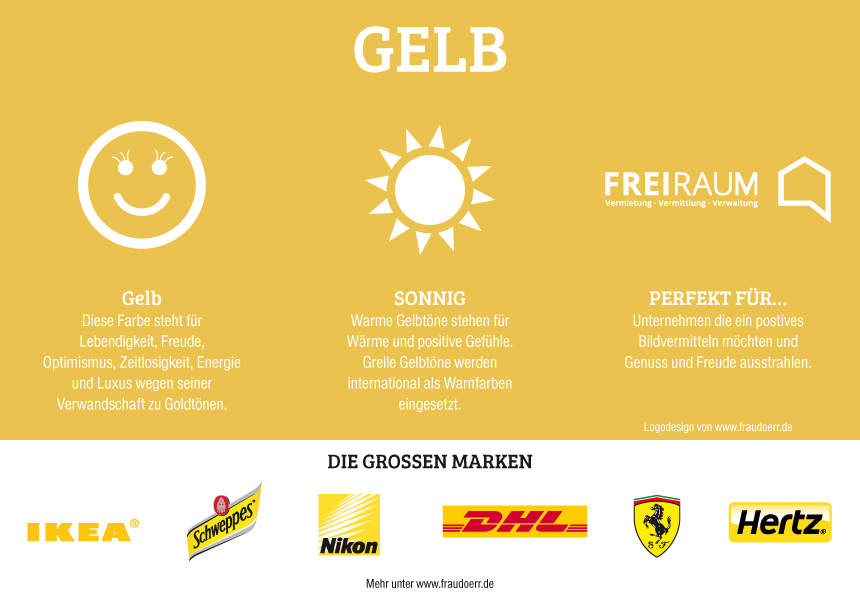 GELB
FREIRAUM
Vermietung · Vermittlung · Verwaltung
Gelb
Diese Farbe steht für
Lebendigkeit, Freude,
Optimismus, Zeitlosigkeit, Energie
und Luxus wegen seiner
Verwandschaft zu Goldtönen.
SONNIG
Warme Gelbtöne stehen für
Wärme und positive Gefühle.
Grelle Gelbtöne werden
international als Warnfarben
eingesetzt.
PERFEKT FÜR...
Unternehmen die ein postives
Bildvermitteln möchten und
Genuss und Freude ausstrahlen.
Logodesign von www.fraudoerr.de
DIE GROSSEN MARKEN
IKEA®
Schweppes
Nikon
DHL
S F
Hertz®
Mehr unter www.fraudoerr.de